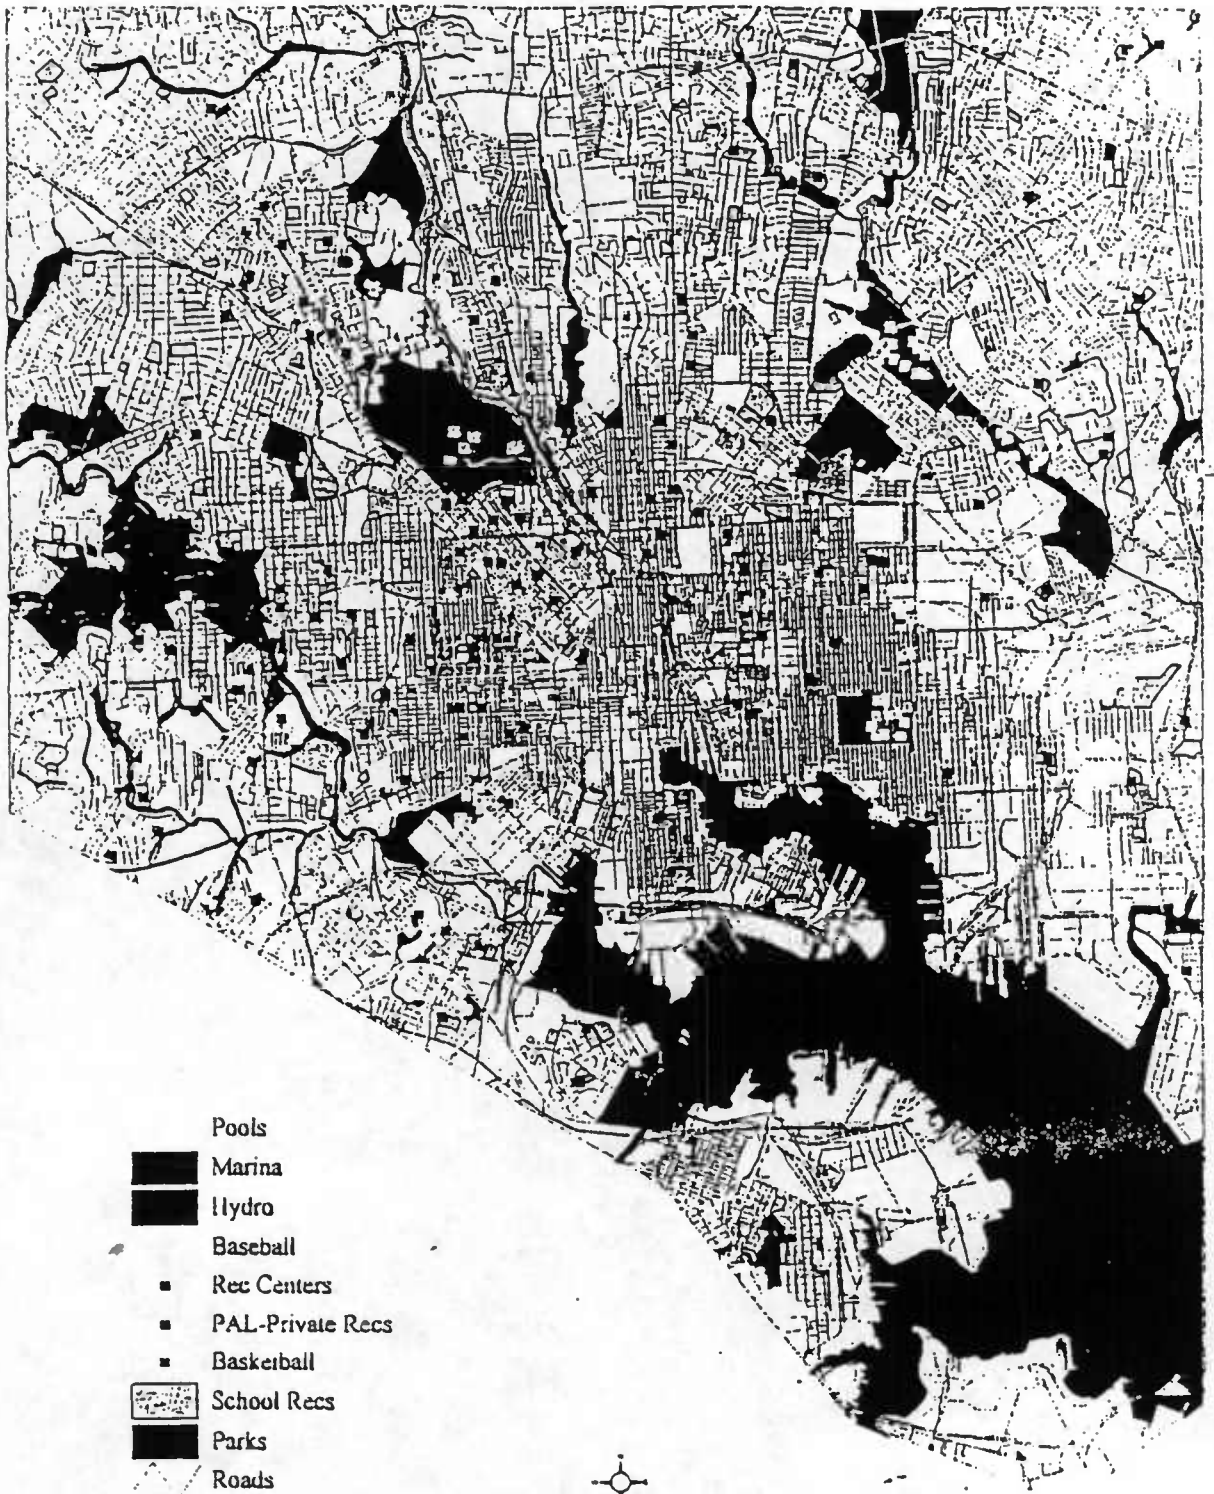 Pools
Marina
Hydro
Baseball
Rec Centers
PAL-Private Recs
Basketball
School Recs
Parks
Roads